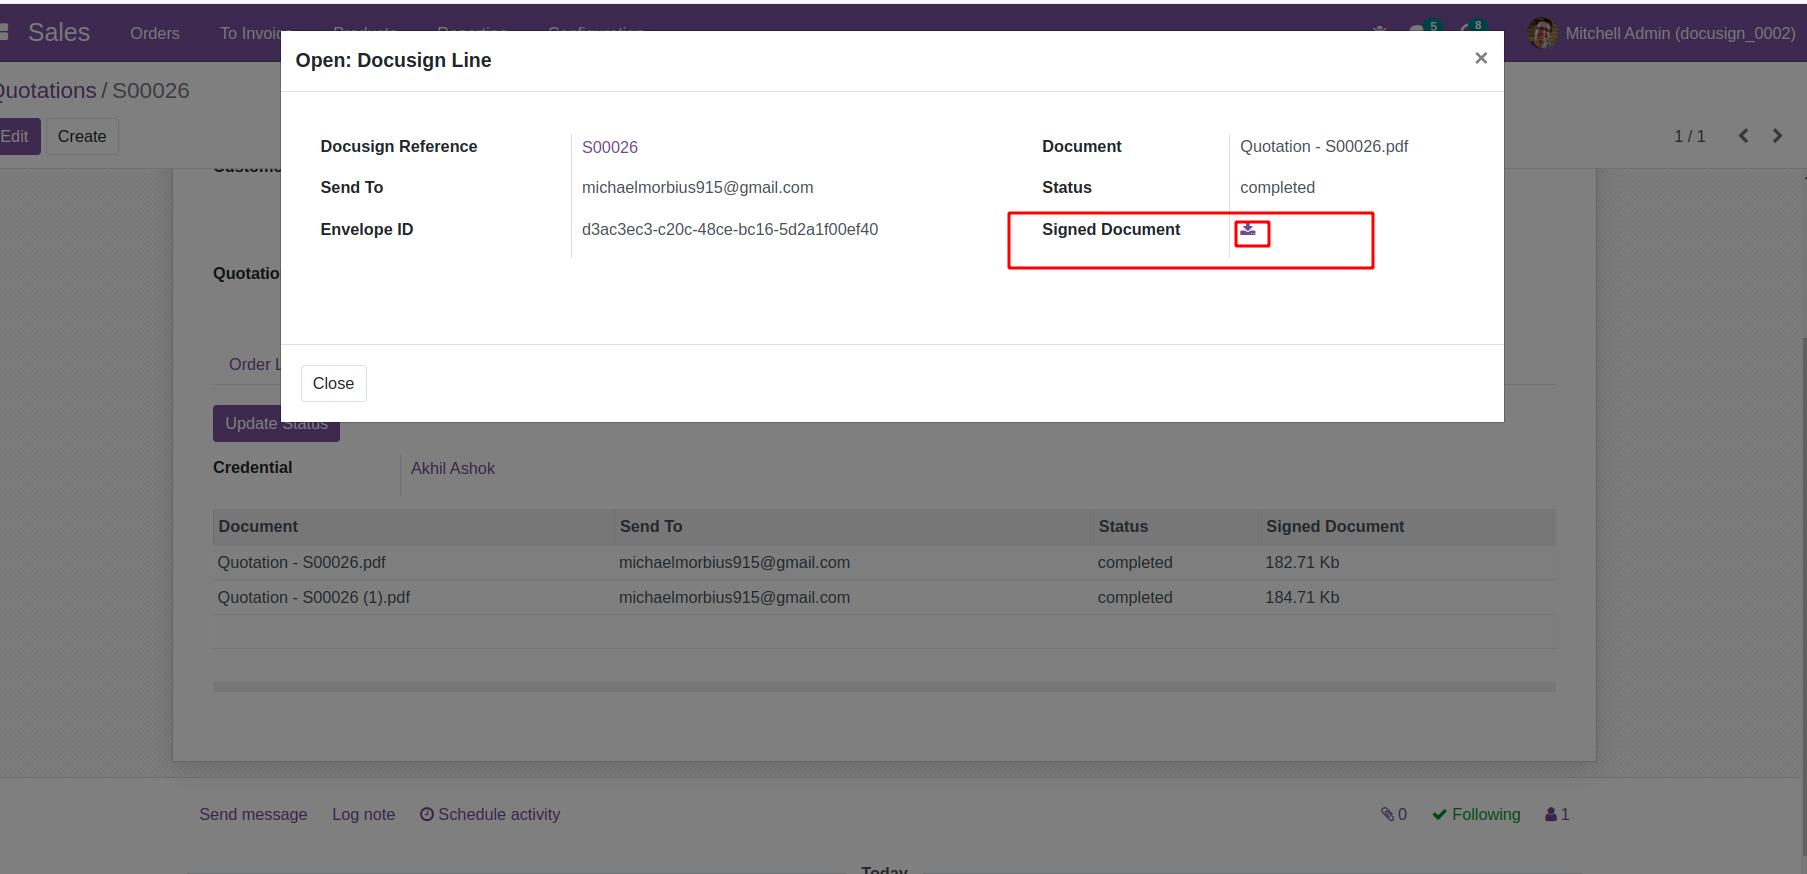 Sales Orders To Invoice Products Reporting Configuration 5 8 Mitchell Admin (docusign_0002)
Open: Docusign Line ×
Quotations / S00026
Edit Create 1 / 1
Docusign Reference S00026 Document Quotation - S00026.pdf
Send To michaelmorbius915@gmail.com Status completed
Envelope ID d3ac3ec3-c20c-48ce-bc16-5d2a1f00ef40 Signed Document
Quotatio
Order L
Close
Update Status
Credential Akhil Ashok
Document Send To Status Signed Document
Quotation - S00026.pdf michaelmorbius915@gmail.com completed 182.71 Kb
Quotation - S00026 (1).pdf michaelmorbius915@gmail.com completed 184.71 Kb
Send message Log note Schedule activity 0 Following 1
Today